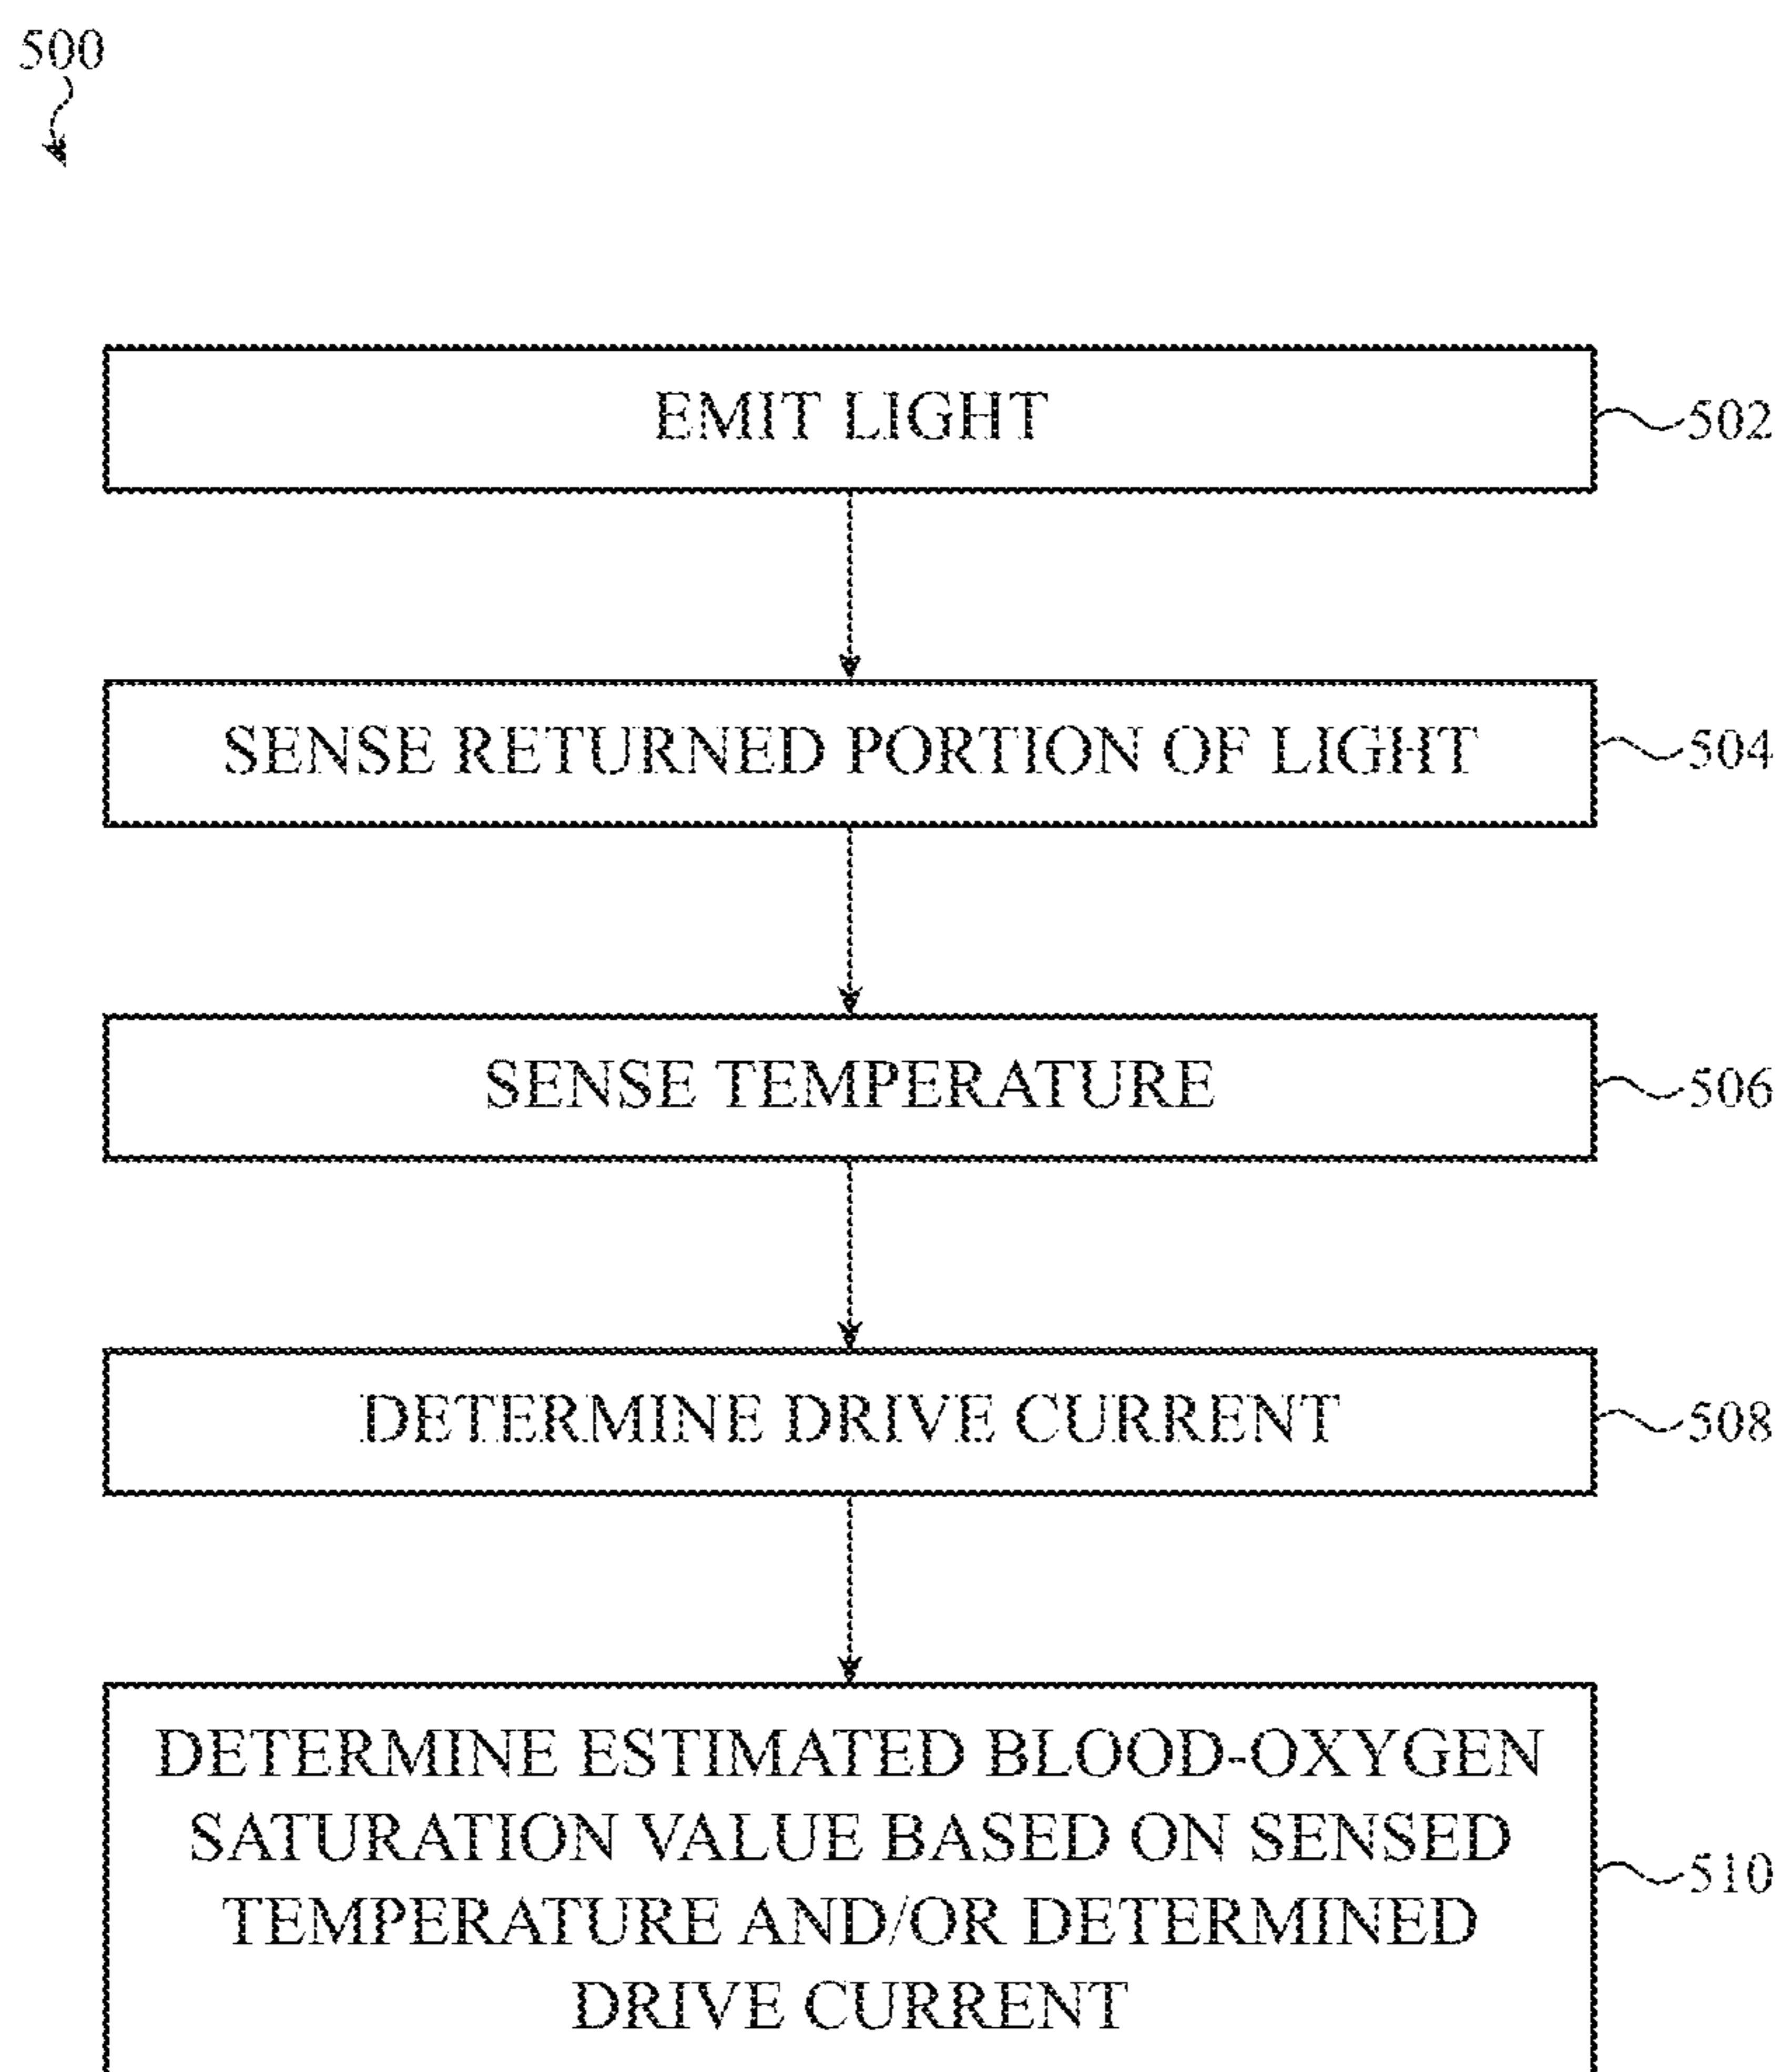 500
EMIT LIGHT
502
SENSE RETURNED PORTION OF LIGHT
504
SENSE TEMPERATURE
506
DETERMINE DRIVE CURRENT
508
DETERMINE ESTIMATED BLOOD-OXYGEN
SATURATION VALUE BASED ON SENSED
TEMPERATURE AND/OR DETERMINED
DRIVE CURRENT
510